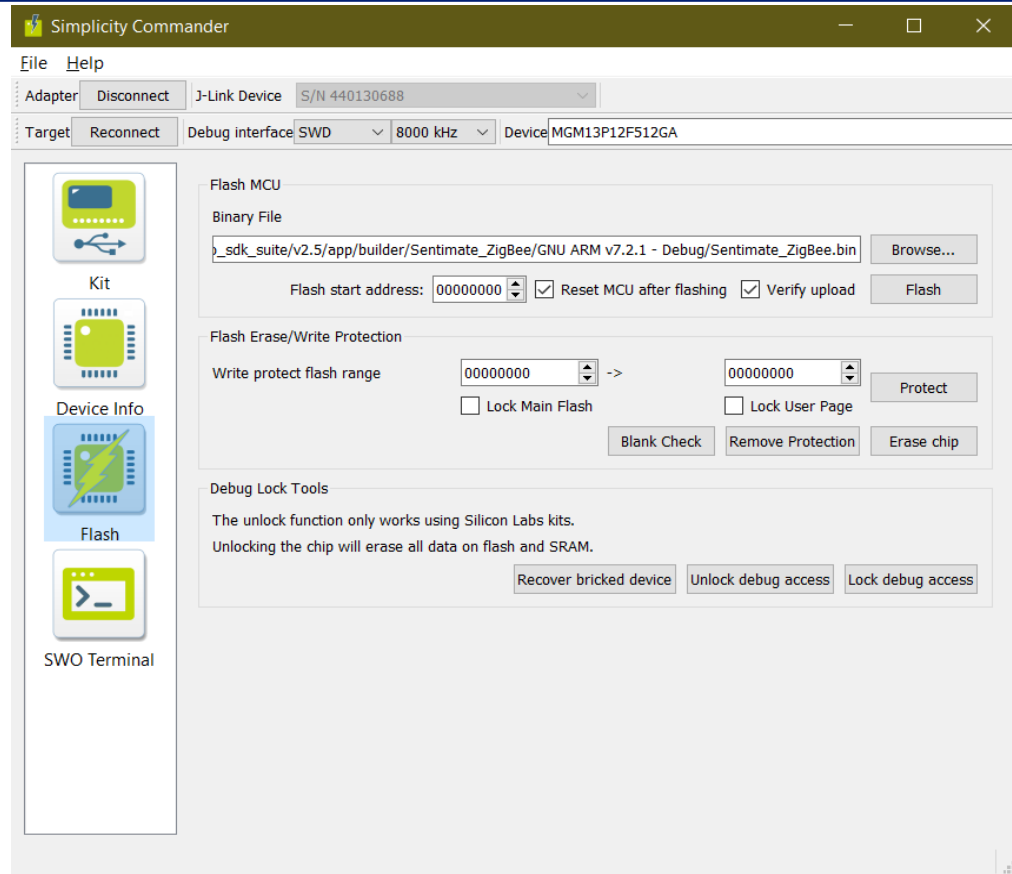 Simplicity Commander
File Help
Adapter Disconnect J-Link Device S/N 440130688
Target Reconnect Debug interface SWD 8000 kHz Device MGM13P12F512GA
Flash MCU
Binary File
_sdk_suite/v2.5/app/builder/Sentimate_ZigBee/GNU ARM v7.2.1 - Debug/Sentimate_ZigBee.bin Browse...
Kit
Flash start address: 00000000 Reset MCU after flashing Verify upload Flash
Flash Erase/Write Protection
Write protect flash range 00000000 -> 00000000 Protect
Device Info
Lock Main Flash Lock User Page
Blank Check Remove Protection Erase chip
Debug Lock Tools
The unlock function only works using Silicon Labs kits.
Flash
Unlocking the chip will erase all data on flash and SRAM.
Recover bricked device Unlock debug access Lock debug access
SWO Terminal